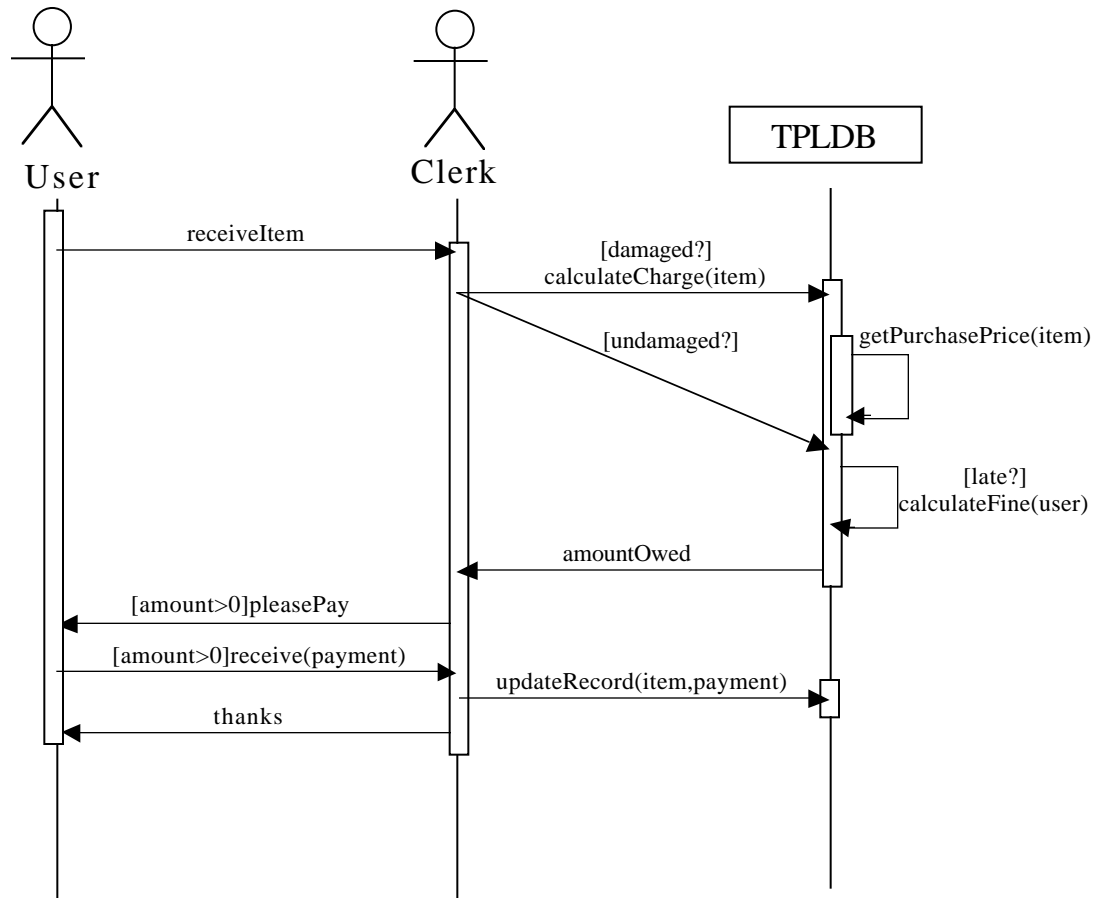 User
Clerk
TPLDB
receiveItem
[damaged?]
calculateCharge(item)
[undamaged?]
getPurchasePrice(item)
[late?]
calculateFine(user)
amountOwed
[amount>0]pleasePay
[amount>0]receive(payment)
updateRecord(item,payment)
thanks